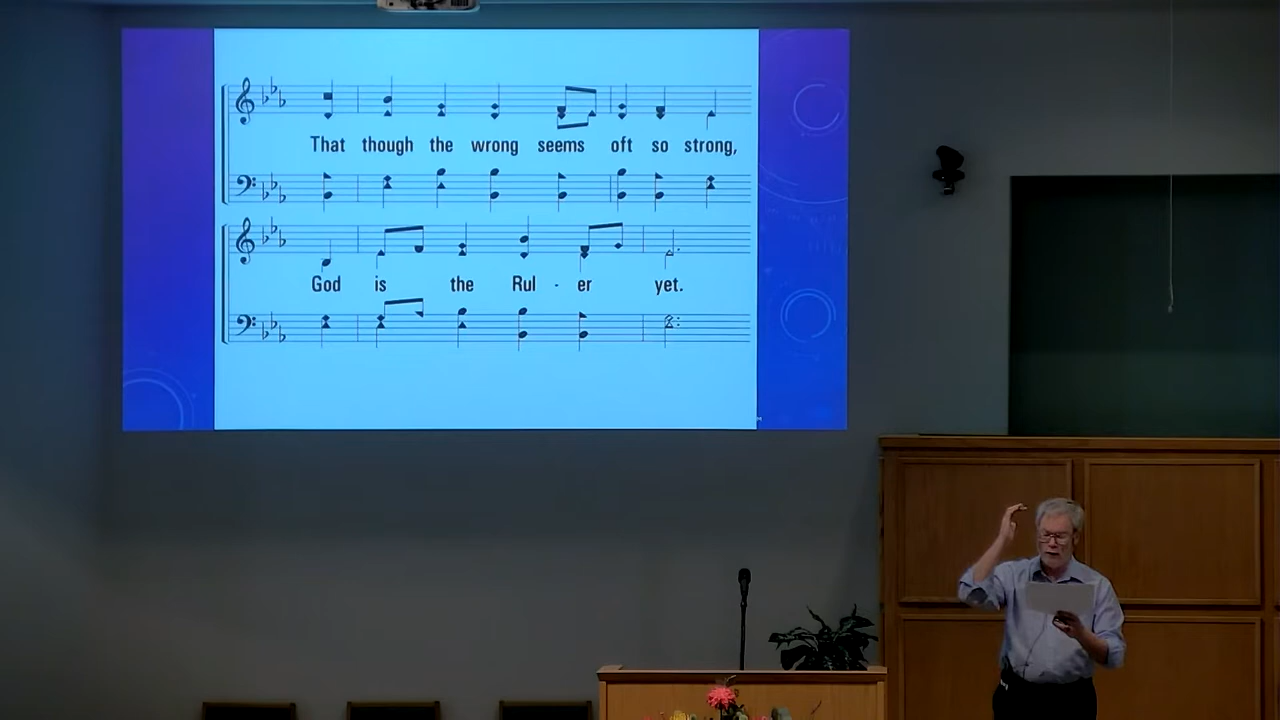 That though the wrong seems oft so strong,
God is the Rul - er yet.